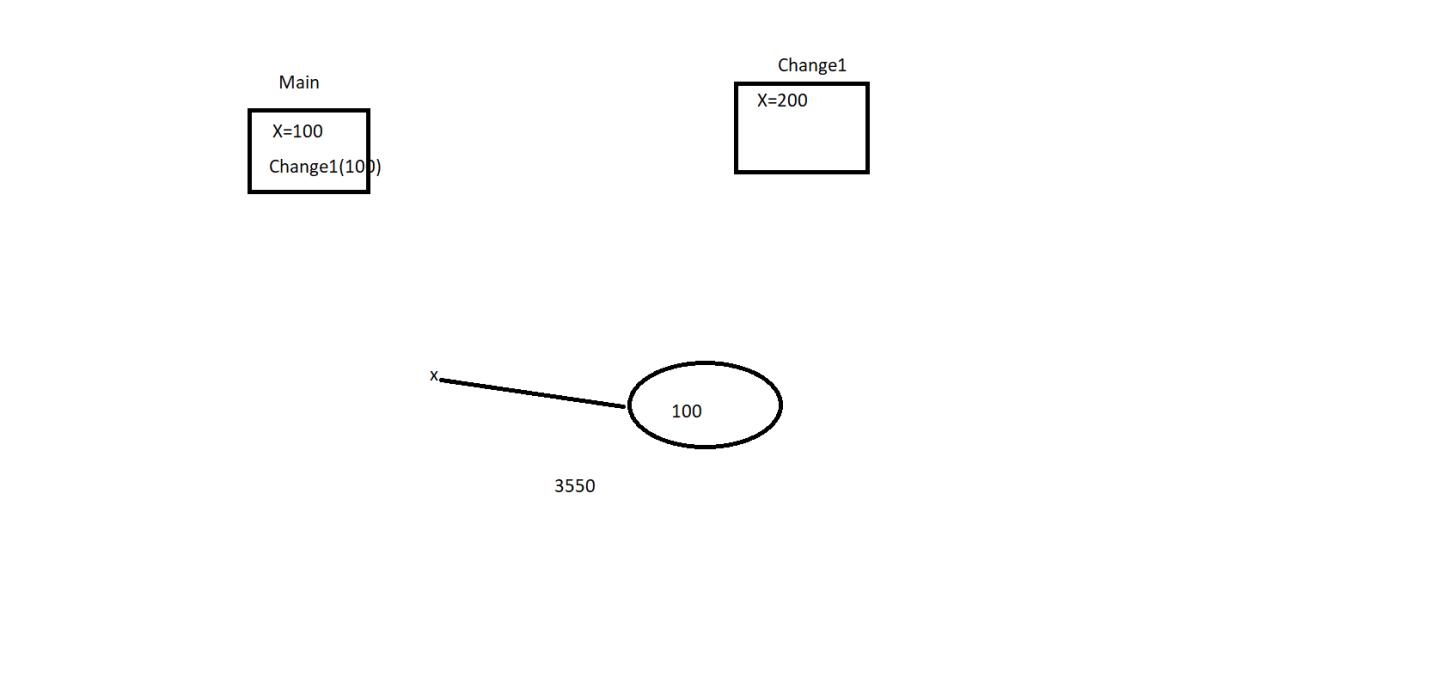 Main
X=100
Change1(100)
Change1
X=200
x
100
3550